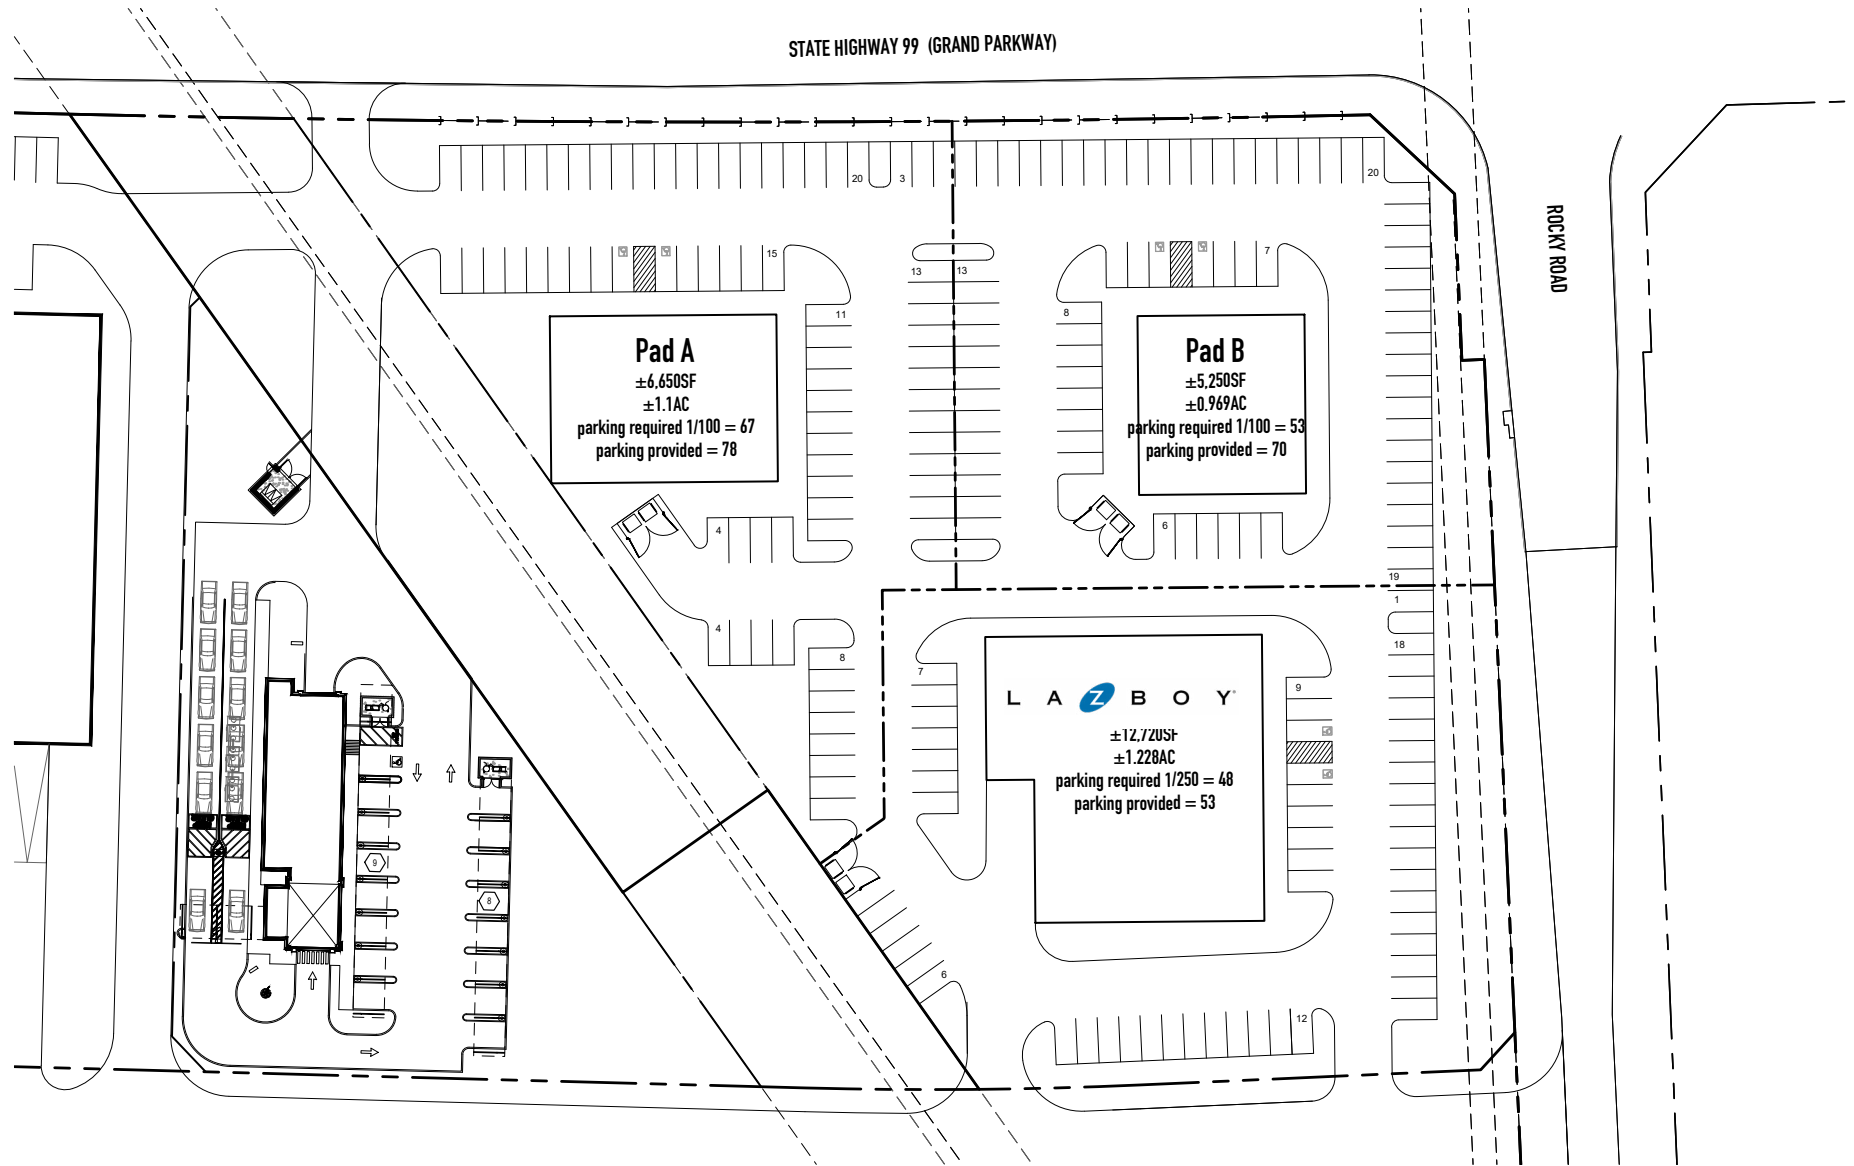 STATE HIGHWAY 99 (GRAND PARKWAY)
ROCKY ROAD
20
3
20
15
7
13
13
11
8
Pad A
±6,650SF
±1.1AC
parking required 1/100 = 67
parking provided = 78
Pad B
±5,250SF
±0.969AC
parking required 1/100 = 53
parking provided = 70
4
6
19
1
4
8
7
18
9
LAZBOY
±12,720SF
±1.228AC
parking required 1/250 = 48
parking provided = 53
9
8
6
12